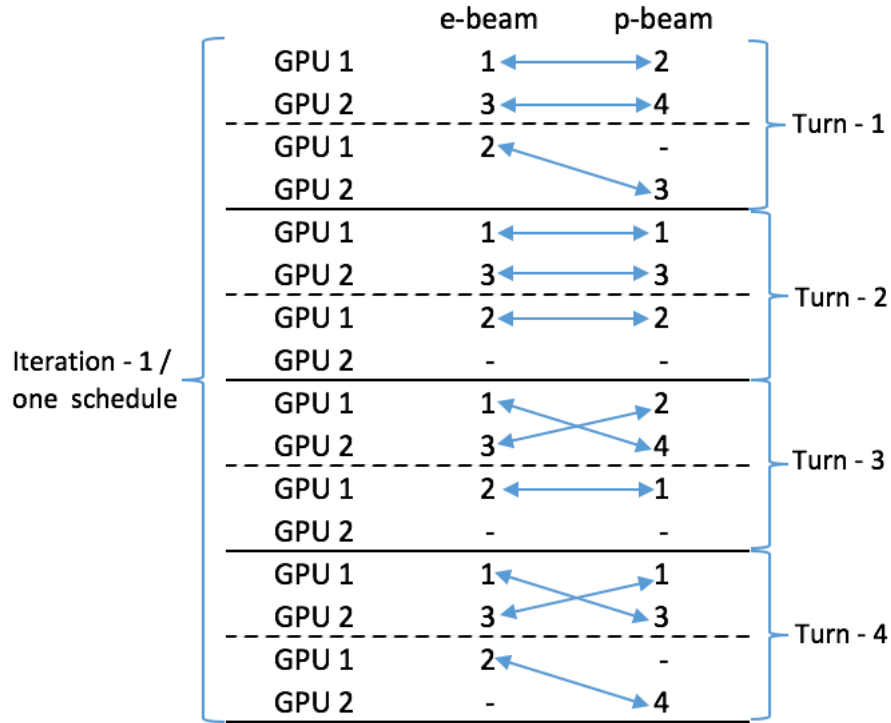 e-beam p-beam
GPU 1 1 2
GPU 2 3 4
Turn - 1
GPU 1 2 -
GPU 2 3
GPU 1 1 1
GPU 2 3 3
Turn - 2
GPU 1 2 2
GPU 2 - -
Iteration - 1 /
one schedule
GPU 1 1 2
GPU 2 3 4
Turn - 3
GPU 1 2 1
GPU 2 - -
GPU 1 1 1
GPU 2 3 3
Turn - 4
GPU 1 2 -
GPU 2 - 4